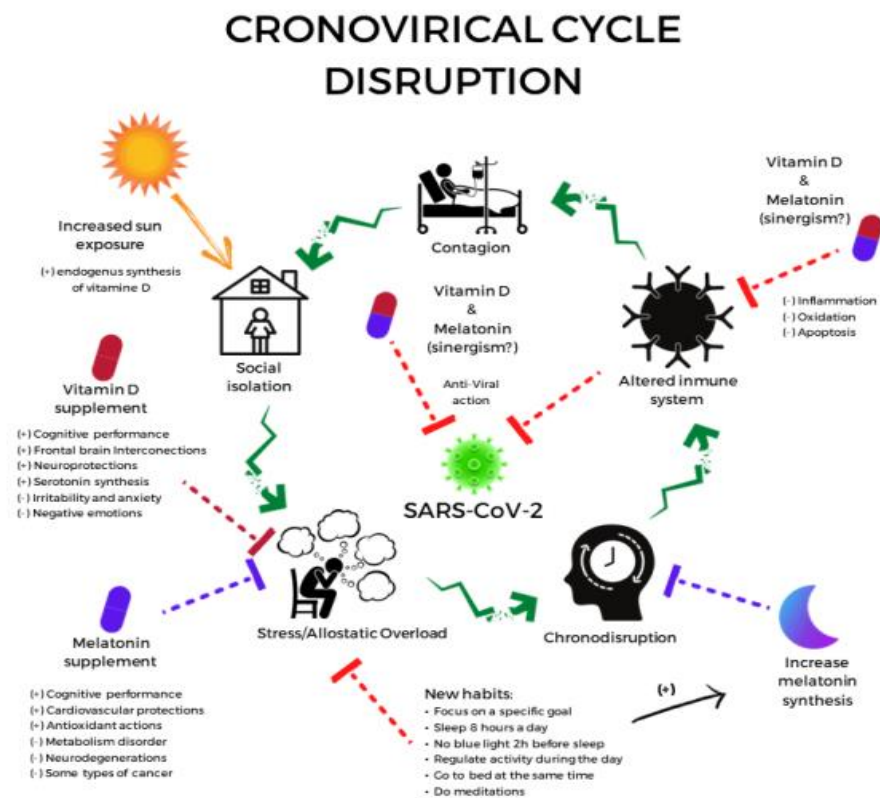 CRONOVIRICAL CYCLE
DISRUPTION
Increased sun
exposure
(+) endogenus synthesis
of vitamine D
Contagion
Vitamin D
&
Melatonin
(sinergism?)
(-) Inflammation
(-) Oxidation
(-) Apoptosis
Social
isolation
Vitamin D
&
Melatonin
(sinergism?)
Anti-Viral
action
Altered inmune
system
Vitamin D
supplement
(+) Cognitive performance
(+) Frontal brain Interconections
(+) Neuroprotections
(+) Serotonin synthesis
(-) Irritability and anxiety
(-) Negative emotions
SARS-CoV-2
Stress/Allostatic Overload
Chronodisruption
Melatonin
supplement
(+) Cognitive performance
(+) Cardiovascular protections
(+) Antioxidant actions
(-) Metabolism disorder
(-) Neurodegenerations
(-) Some types of cancer
New habits:
• Focus on a specific goal
• Sleep 8 hours a day
• No blue light 2h before sleep
• Regulate activity during the day
• Go to bed at the same time
• Do meditations
(+)
Increase
melatonin
synthesis